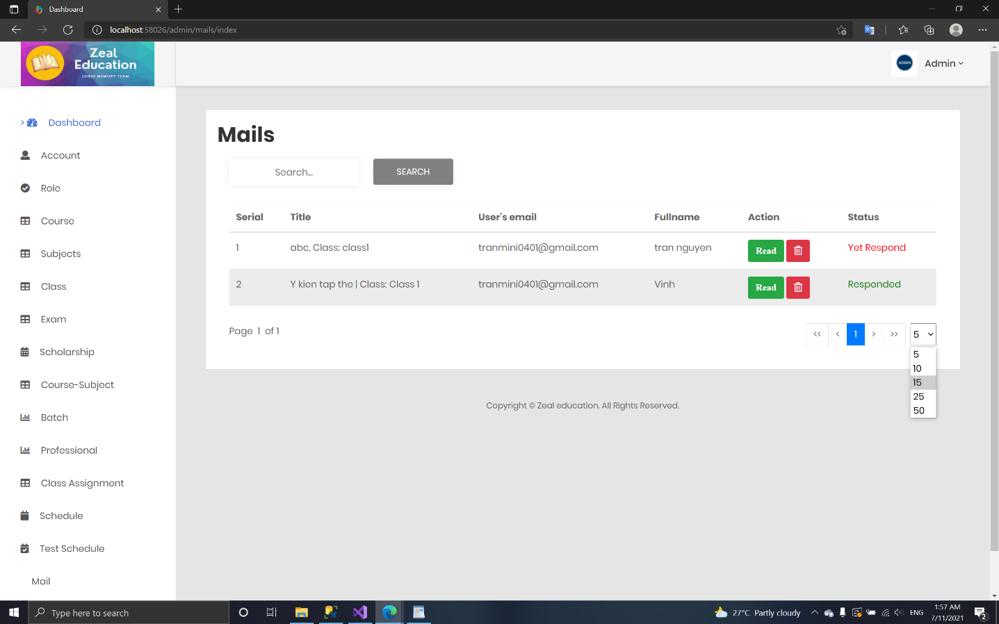 Dashboard
localhost:58026/admin/mails/index
Zeal
Education
LOGIN MEMORY TEAM
ADMIN
Admin
> Dashboard
Account
Role
Course
Subjects
Class
Exam
Scholarship
Course-Subject
Batch
Professional
Class Assignment
Schedule
Test Schedule
Mail
Mails
Search...
SEARCH
Serial Title User's email Fullname Action Status
1 abc, Class: class1 tranmini0401@gmail.com tran nguyen Read Yet Respond
2 Y kien tap the | Class: Class 1 tranmini0401@gmail.com Vinh Read Responded
Page 1 of 1
<< < 1 > >> 5
5
10
15
25
50
Copyright © Zeal education. All Rights Reserved.
Type here to search
27°C Partly cloudy
ENG
1:57 AM
7/11/2021
2